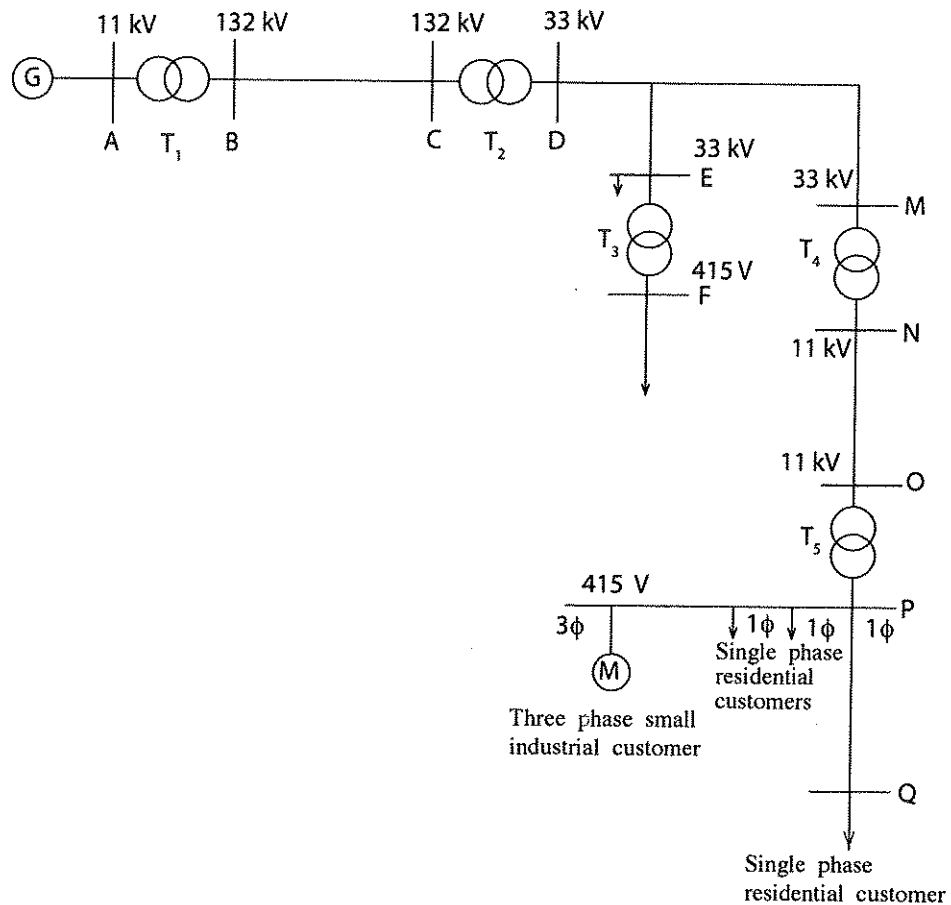 11 kV
132 kV
132 kV
33 kV
G
A
T1
B
C
T2
D
33 kV
E
33 kV
M
T3
T4
415 V
F
11 kV
N
11 kV
O
T5
415 V
P
3ϕ
1ϕ
1ϕ
1ϕ
M
Single phase
residential
customers
Three phase small
industrial customer
Q
Single phase
residential customer